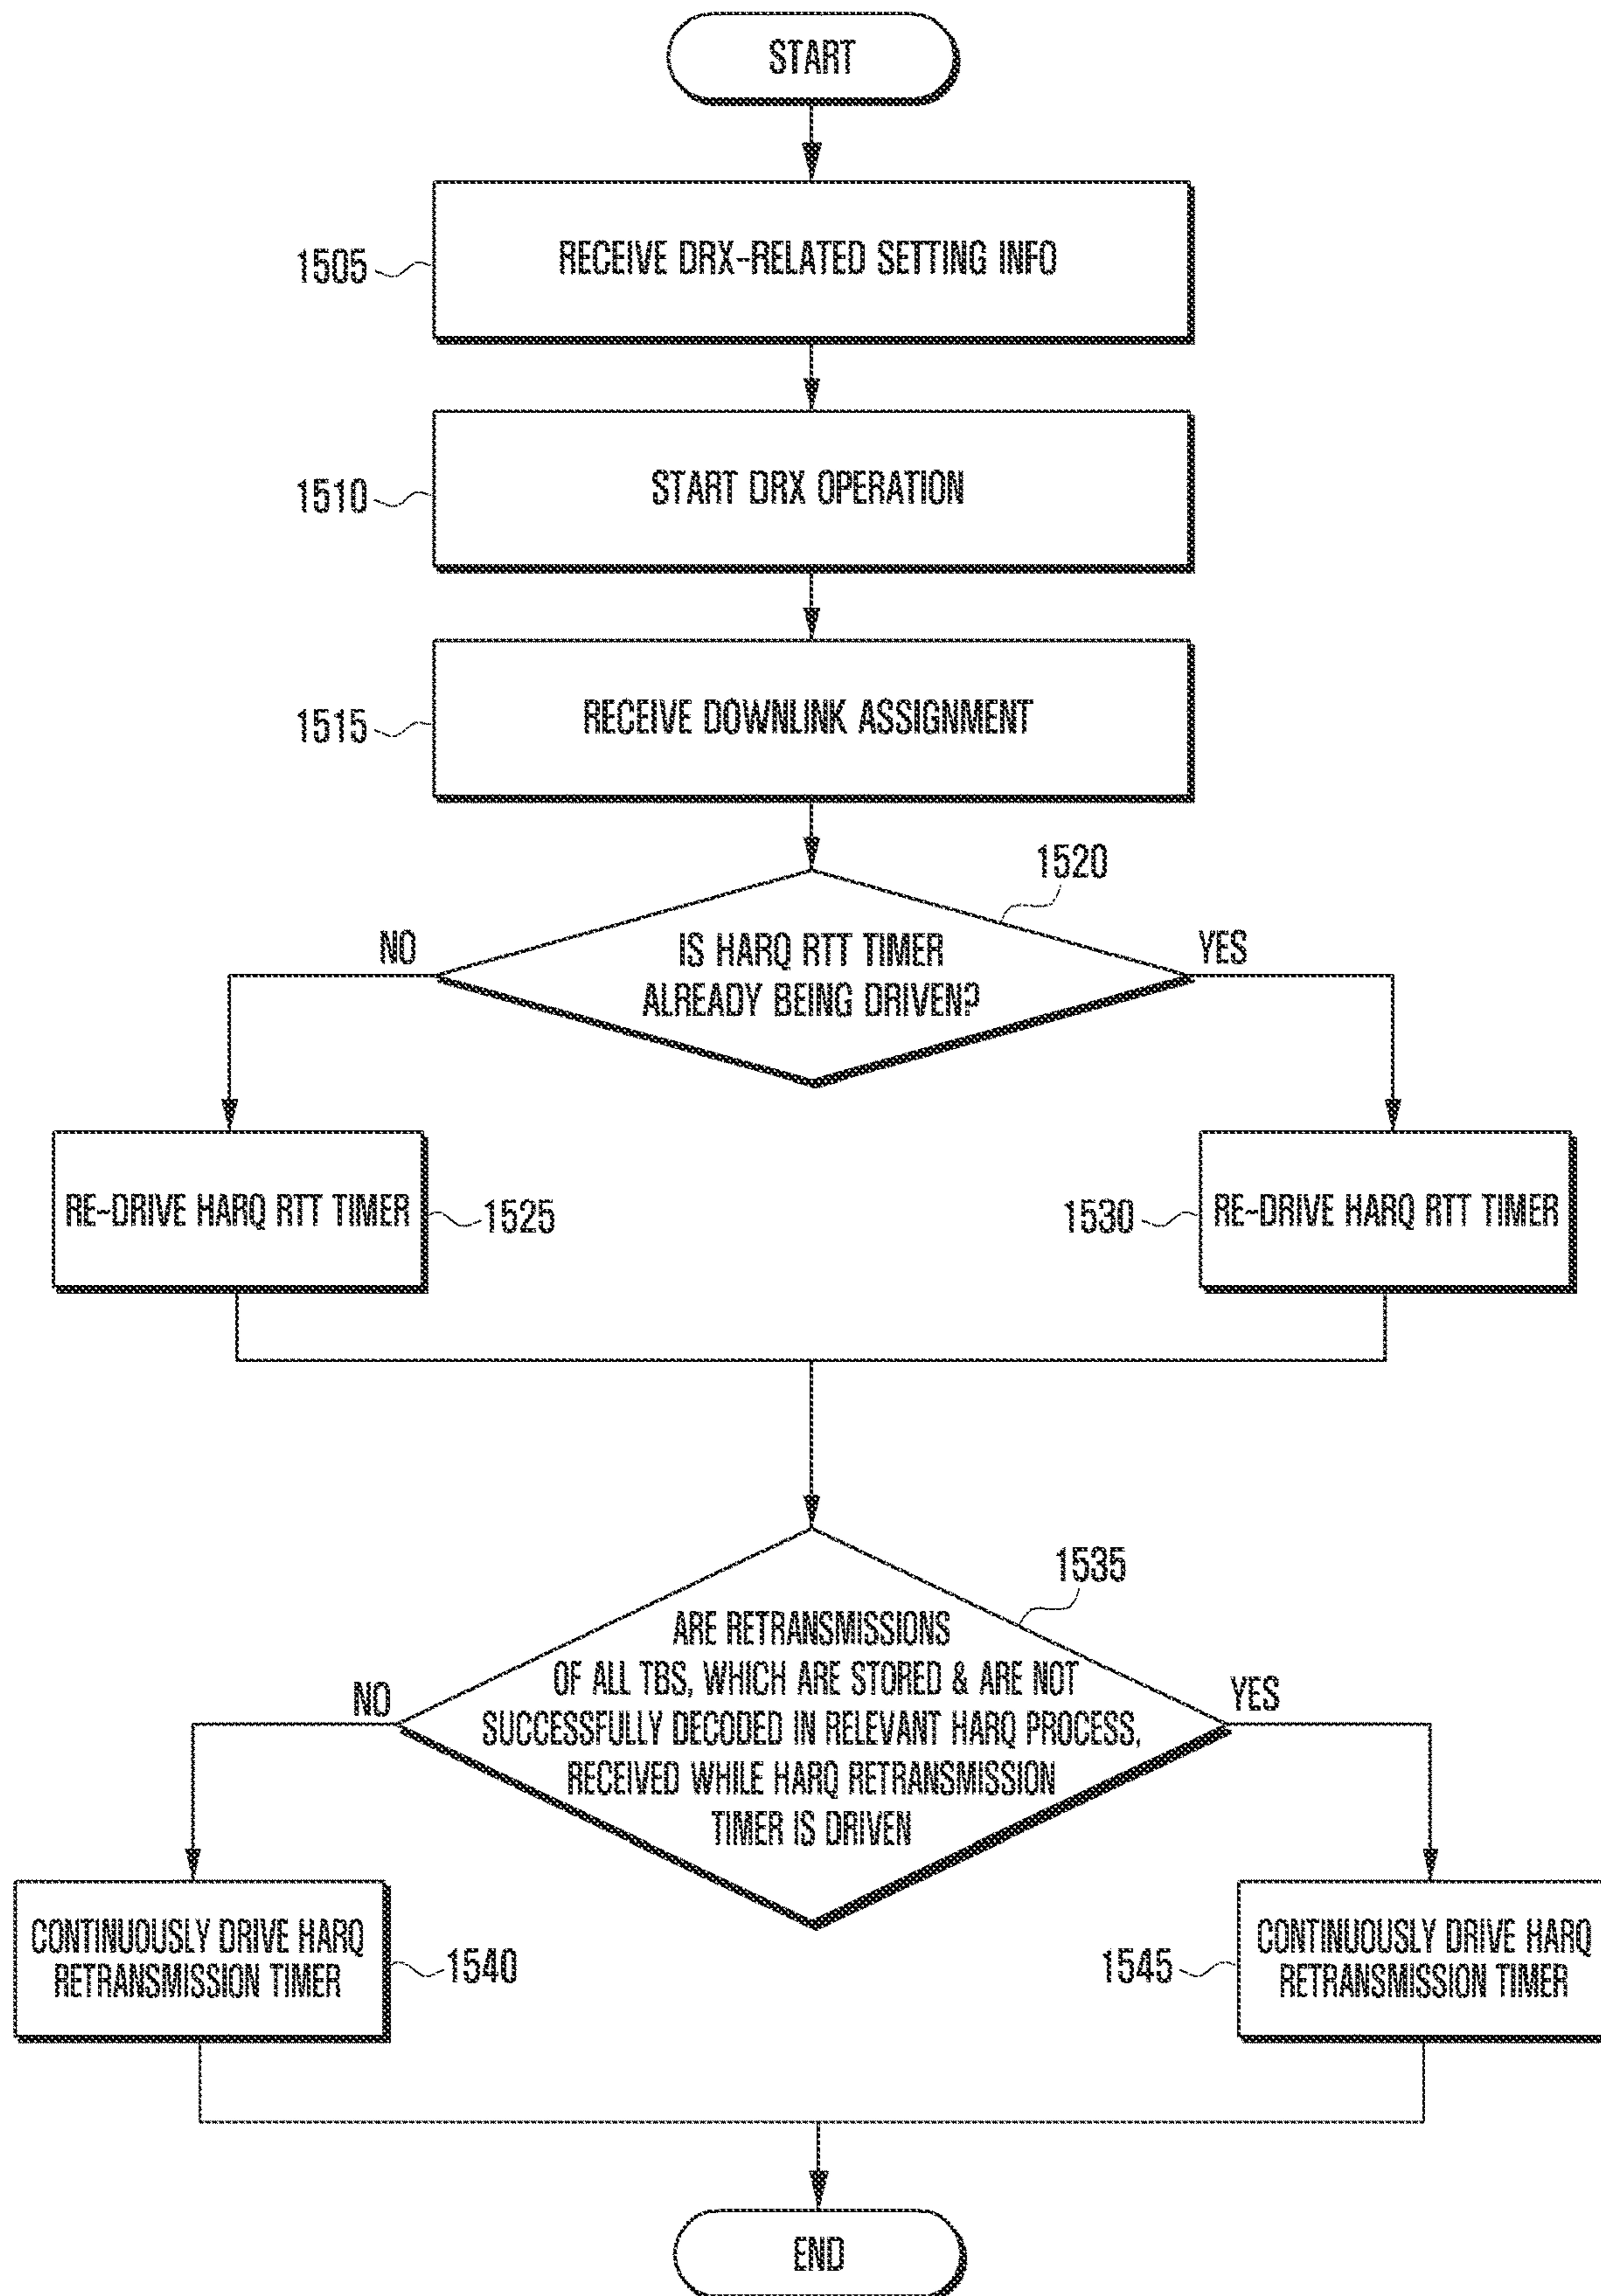 START
1505
RECEIVE DRX-RELATED SETTING INFO
1510
START DRX OPERATION
1515
RECEIVE DOWNLINK ASSIGNMENT
1520
NO
IS HARQ RTT TIMER
ALREADY BEING DRIVEN?
YES
RE-DRIVE HARQ RTT TIMER
1525
1530
RE-DRIVE HARQ RTT TIMER
1535
NO
ARE RETRANSMISSIONS
OF ALL TBS, WHICH ARE STORED & ARE NOT
SUCCESSFULLY DECODED IN RELEVANT HARQ PROCESS,
RECEIVED WHILE HARQ RETRANSMISSION
TIMER IS DRIVEN
YES
CONTINUOUSLY DRIVE HARQ
RETRANSMISSION TIMER
1540
1545
CONTINUOUSLY DRIVE HARQ
RETRANSMISSION TIMER
END